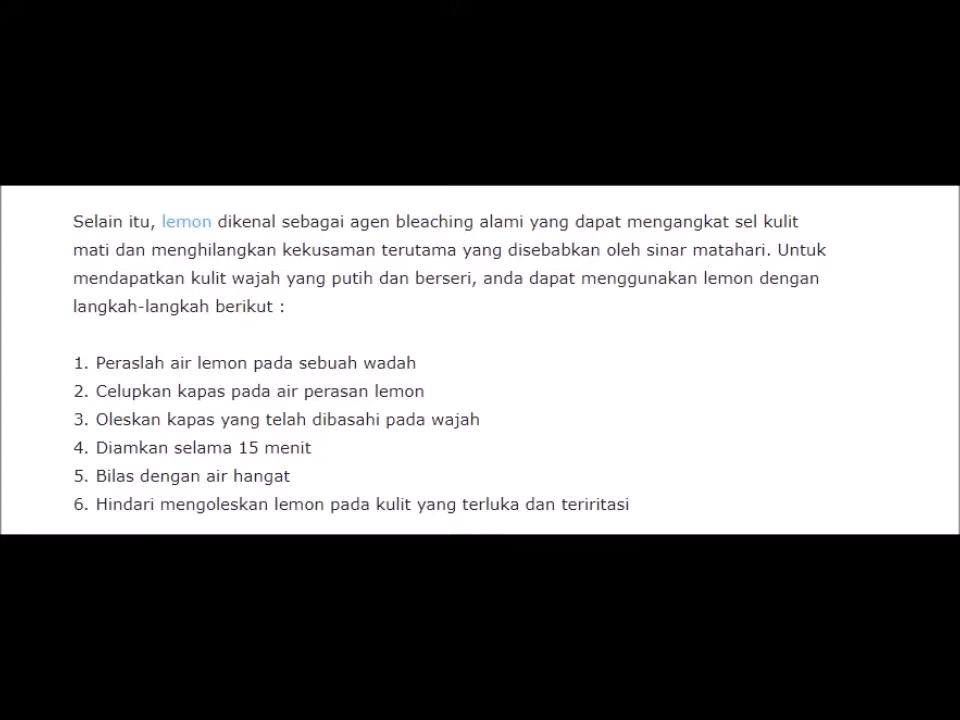 Selain itu, lemon dikenal sebagai agen bleaching alami yang dapat mengangkat sel kulit
mati dan menghilangkan kekusaman terutama yang disebabkan oleh sinar matahari. Untuk
mendapatkan kulit wajah yang putih dan berseri, anda dapat menggunakan lemon dengan
langkah-langkah berikut :
1. Peraslah air lemon pada sebuah wadah
2. Celupkan kapas pada air perasan lemon
3. Oleskan kapas yang telah dibasahi pada wajah
4. Diamkan selama 15 menit
5. Bilas dengan air hangat
6. Hindari mengoleskan lemon pada kulit yang terluka dan teriritasi